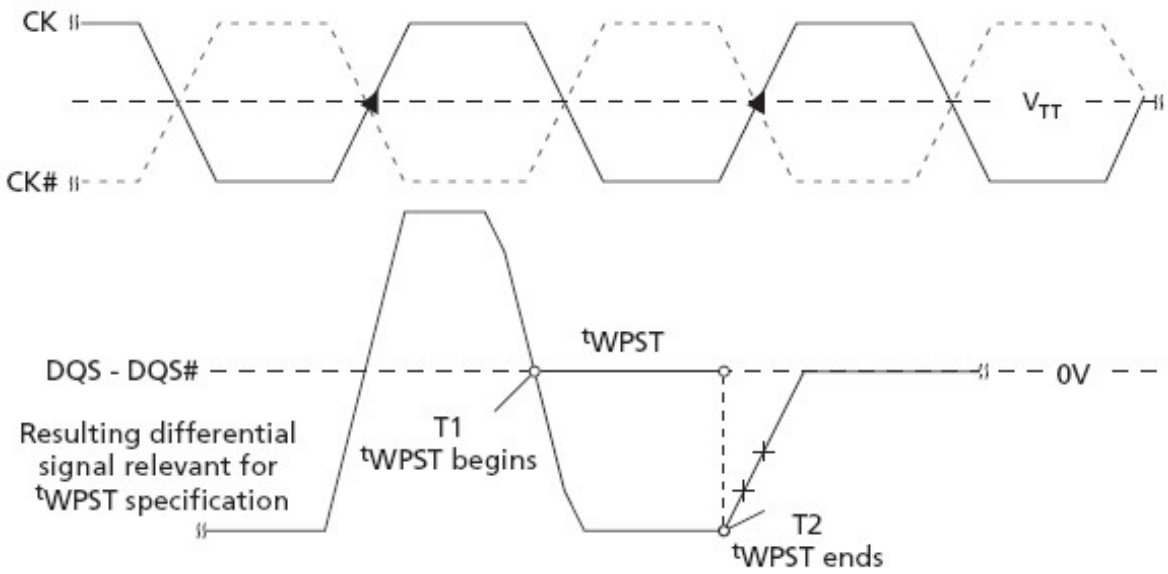 CK
V_TT
CK#
tWPST
DQS - DQS#
0V
Resulting differential
signal relevant for
tWPST specification
T1
tWPST begins
T2
tWPST ends